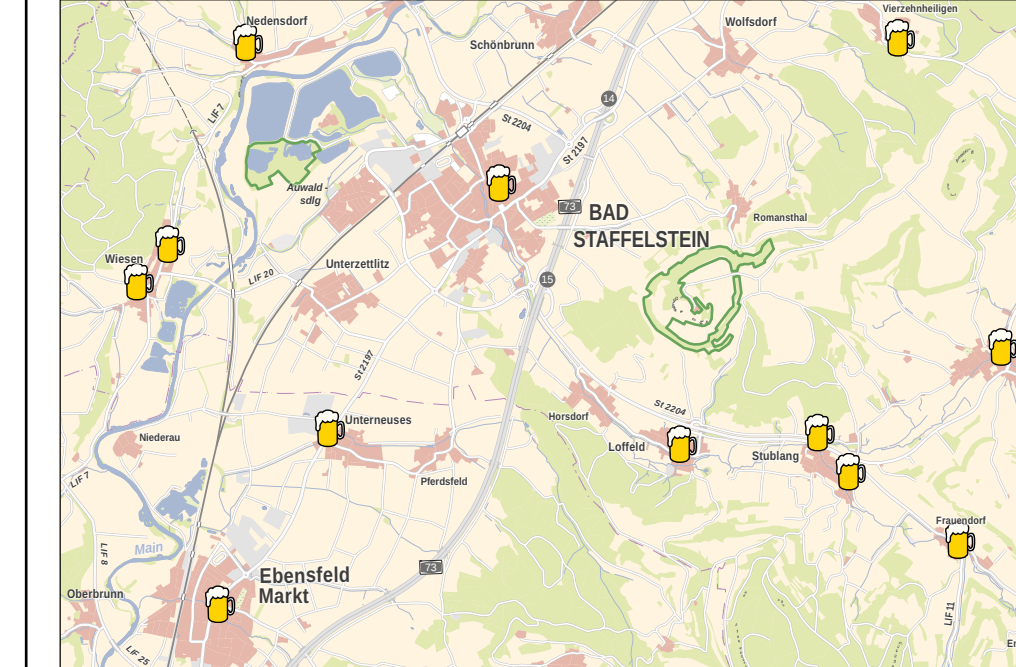 Vierzehnheiligen
Nedensdorf
Wolfsdorf
Schönbrunn
14
LIF 7
St 2204
St 2197
Auwald -
sdlg
73
BAD
STAFFELSTEIN
Romansthal
Wiesen
Unterzettlitz
LIF 20
15
St 2197
St 2204
Horsdorf
Unterneuses
Niederau
Loffeld
Stublang
LIF 7
Pferdsfeld
Frauendorf
Main
LIF 8
73
Ebensfeld
Markt
Oberbrunn
LIF 11
LIF 25